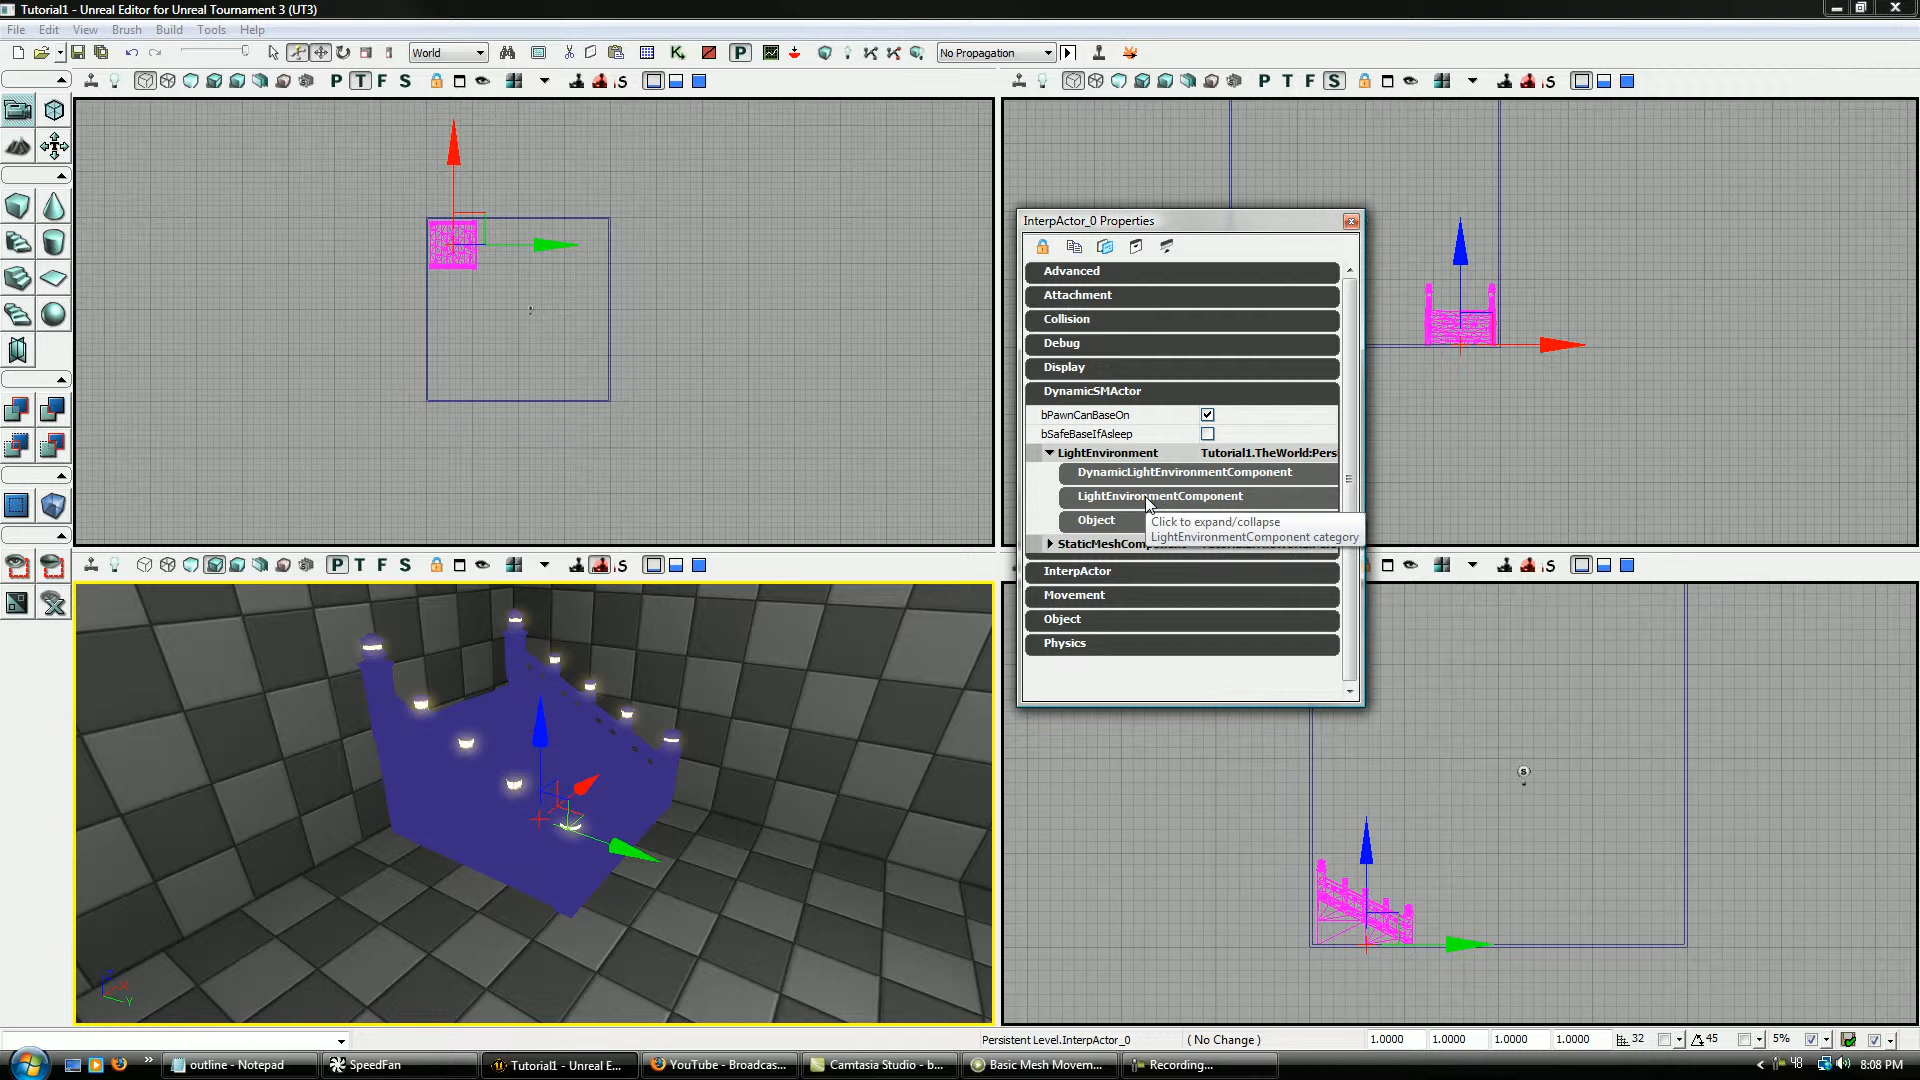 Tutorial1 - Unreal Editor for Unreal Tournament 3 (UT3)
File Edit View Brush Build Tools Help
World
No Propagation
P T F S
P T F S
InterpActor_0 Properties
Advanced
Attachment
Collision
Debug
Display
DynamicSMActor
bPawnCanBaseOn
bSafeBaseIfAsleep
LightEnvironment Tutorial1.TheWorld:Pers
DynamicLightEnvironmentComponent
LightEnvironmentComponent
Object
Click to expand/collapse
LightEnvironmentComponent category
StaticMeshComp
InterpActor
Movement
Object
Physics
P T F S
S
X
Y
Persistent Level.InterpActor_0 ( No Change ) 1.0000 1.0000 1.0000 1.0000 32 45 5%
outline - Notepad SpeedFan Tutorial1 - Unreal E... YouTube - Broadcas... Camtasia Studio - b... Basic Mesh Movem... Recording... 48 8:08 PM